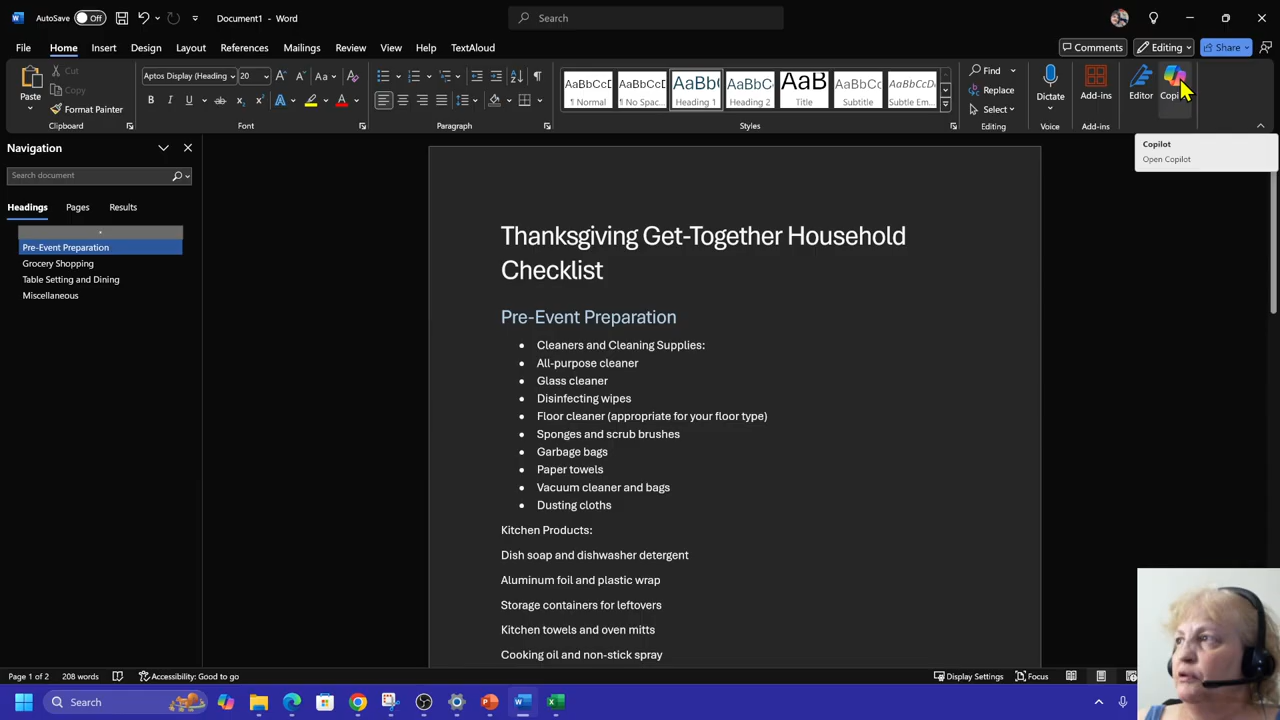 AutoSave Off Document1 - Word Search
File Home Insert Design Layout References Mailings Review View Help TextAloud Comments Editing Share
Paste Cut Copy Format Painter
Aptos Display (Heading 20
AaBbCcDc AaBbCcDc AaBbC AaBbC AaBb AaBbCc AaBbCcDc
¶ Normal ¶ No Spac... Heading 1 Heading 2 Title Subtitle Subtle Em...
Find Replace Select
Dictate Add-ins Editor
Clipboard Font Paragraph Styles Editing Voice Add-ins
Copilot
Open Copilot
Navigation
Search document
Headings Pages Results
Pre-Event Preparation
Grocery Shopping
Table Setting and Dining
Miscellaneous
Thanksgiving Get-Together Household
Checklist
Pre-Event Preparation
• Cleaners and Cleaning Supplies:
• All-purpose cleaner
• Glass cleaner
• Disinfecting wipes
• Floor cleaner (appropriate for your floor type)
• Sponges and scrub brushes
• Garbage bags
• Paper towels
• Vacuum cleaner and bags
• Dusting cloths
Kitchen Products:
Dish soap and dishwasher detergent
Aluminum foil and plastic wrap
Storage containers for leftovers
Kitchen towels and oven mitts
Cooking oil and non-stick spray
Page 1 of 2 208 words Accessibility: Good to go Display Settings Focus
Search